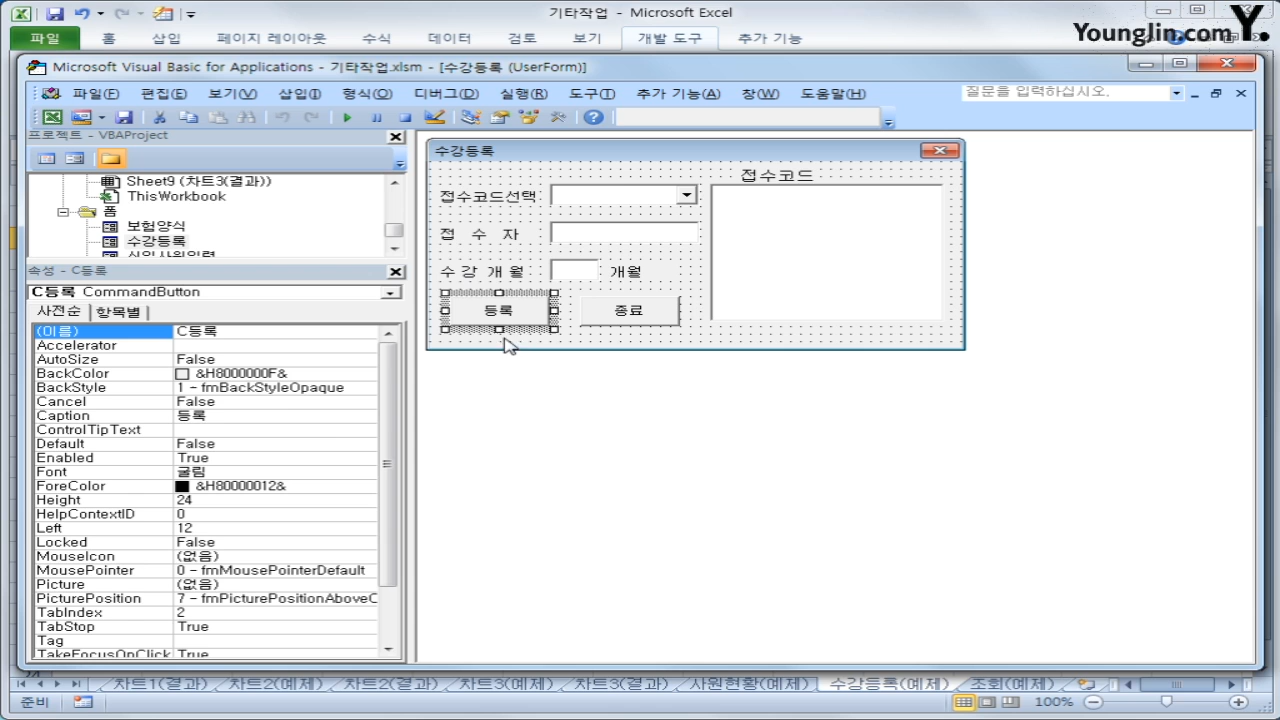 기타작업 - Microsoft Excel
Younglin.com Y.
파일 홈 삽입 페이지 레이아웃 수식 데이터 검토 보기 개발 도구 추가 기능
Microsoft Visual Basic for Applications - 기타작업.xlsm - [수강등록 (UserForm)]
파일(F) 편집(E) 보기(V) 삽입(I) 형식(O) 디버그(D) 실행(R) 도구(T) 추가 기능(A) 창(W) 도움말(H) 질문을 입력하십시오.
프로젝트 - VBAProject
Sheet9 (차트3(결과))
ThisWorkbook
폼
보험양식
수강등록
신입사원입력
속성 - C등록
C등록 CommandButton
사전순 항목별
(이름) C등록
Accelerator
AutoSize False
BackColor &H8000000F&
BackStyle 1 - fmBackStyleOpaque
Cancel False
Caption 등록
ControlTipText
Default False
Enabled True
Font 굴림
ForeColor &H80000012&
Height 24
HelpContextID 0
Left 12
Locked False
MouseIcon (없음)
MousePointer 0 - fmMousePointerDefault
Picture (없음)
PicturePosition 7 - fmPicturePositionAboveC
TabIndex 2
TabStop True
Tag
TakeFocusOnClick True
수강등록
접수코드
접수코드선택
접 수 자
수 강 개 월 개월
등록 종료
차트1(결과) 차트2(예제) 차트2(결과) 차트3(예제) 차트3(결과) 사원현황(예제) 수강등록(예제) 조회(예제)
준비 100%